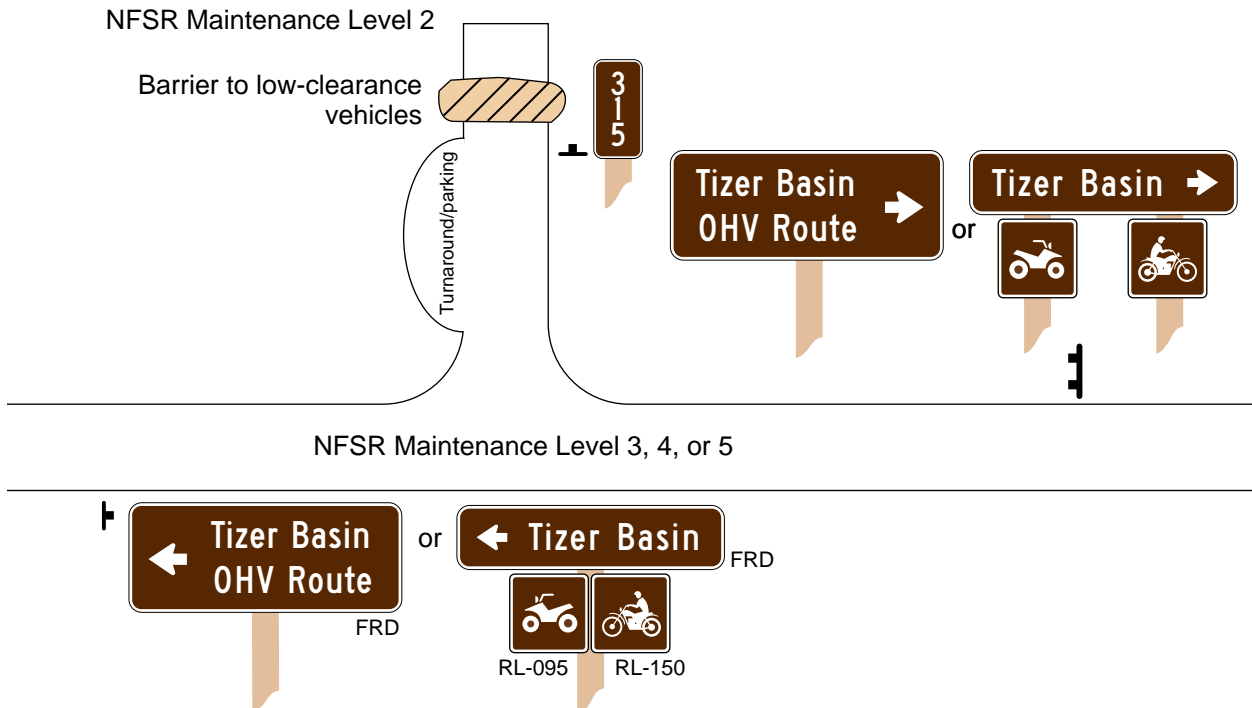 NFSR Maintenance Level 2
Barrier to low-clearance
vehicles
Turnaround/parking
3
1
5
Tizer Basin
OHV Route
or
Tizer Basin
NFSR Maintenance Level 3, 4, or 5
Tizer Basin
OHV Route
FRD
or
Tizer Basin
FRD
RL-095
RL-150